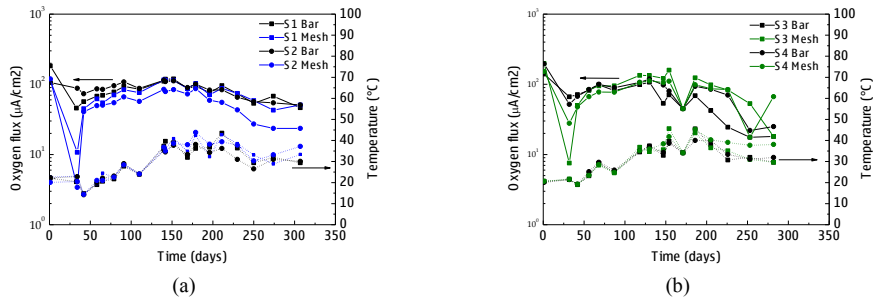 S1 Bar
S1 Mesh
S2 Bar
S2 Mesh
Oxygen flux (μA/cm2)
10³
10²
10¹
10⁰
100
90
80
70
60
50
40
30
20
10
0
Temperature (°C)
0 50 100 150 200 250 300 350
Time (days)
(a)
S3 Bar
S3 Mesh
S4 Bar
S4 Mesh
Oxygen flux (μA/cm2)
10³
10²
10¹
10⁰
100
90
80
70
60
50
40
30
20
10
0
Temperature (°C)
0 50 100 150 200 250 300 350
Time (days)
(b)